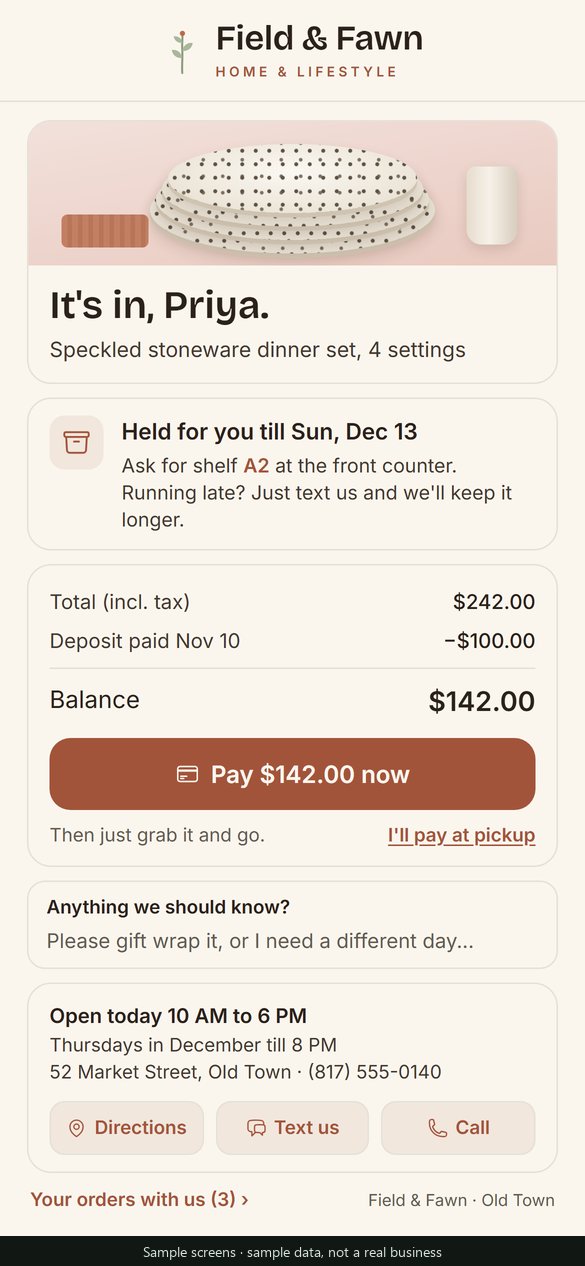 Field & Fawn
HOME & LIFESTYLE
It's in, Priya.
Speckled stoneware dinner set, 4 settings
Held for you till Sun, Dec 13
Ask for shelf A2 at the front counter.
Running late? Just text us and we'll keep it
longer.
Total (incl. tax) $242.00
Deposit paid Nov 10 −$100.00
Balance $142.00
Pay $142.00 now
Then just grab it and go. I'll pay at pickup
Anything we should know?
Please gift wrap it, or I need a different day...
Open today 10 AM to 6 PM
Thursdays in December till 8 PM
52 Market Street, Old Town · (817) 555-0140
Directions Text us Call
Your orders with us (3) › Field & Fawn · Old Town
Sample screens · sample data, not a real business